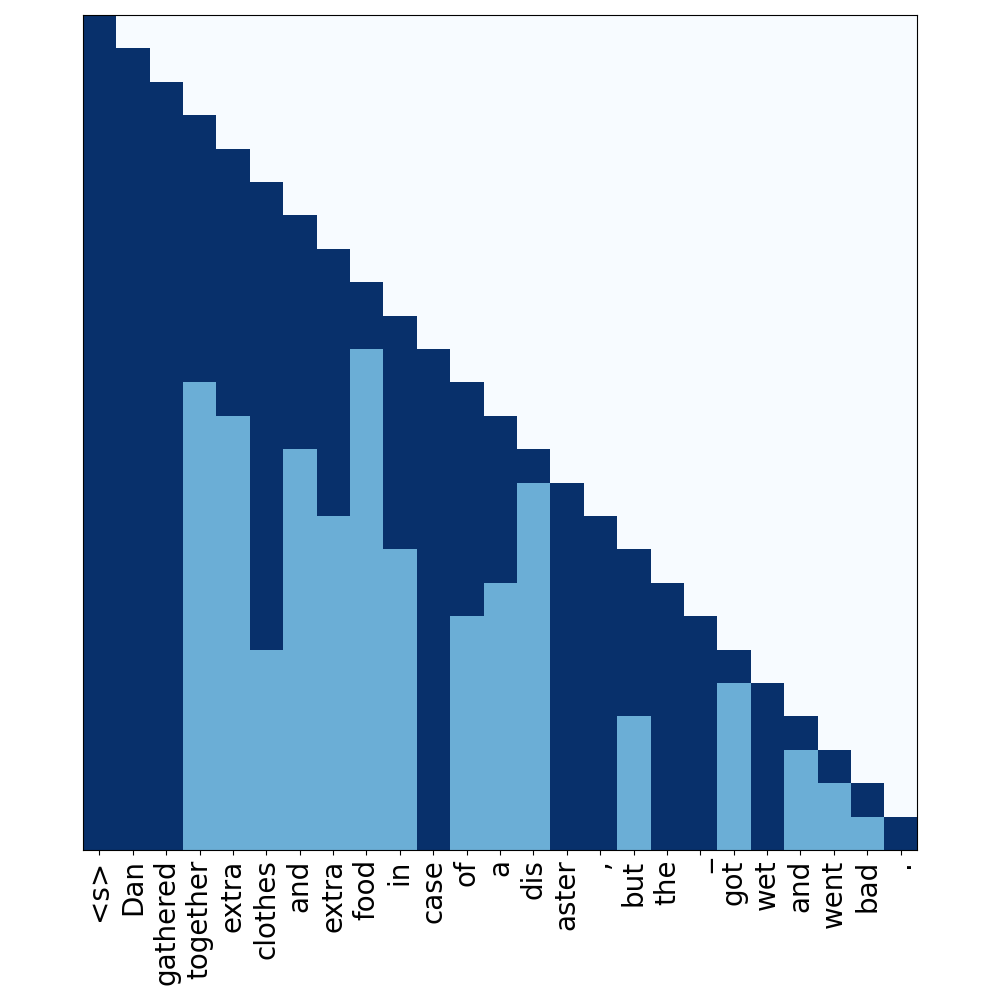 <s>
Dan
gathered
together
extra
clothes
and
extra
food
in
case
of
a
dis
aster
,
but
the
_
got
wet
and
went
bad
.